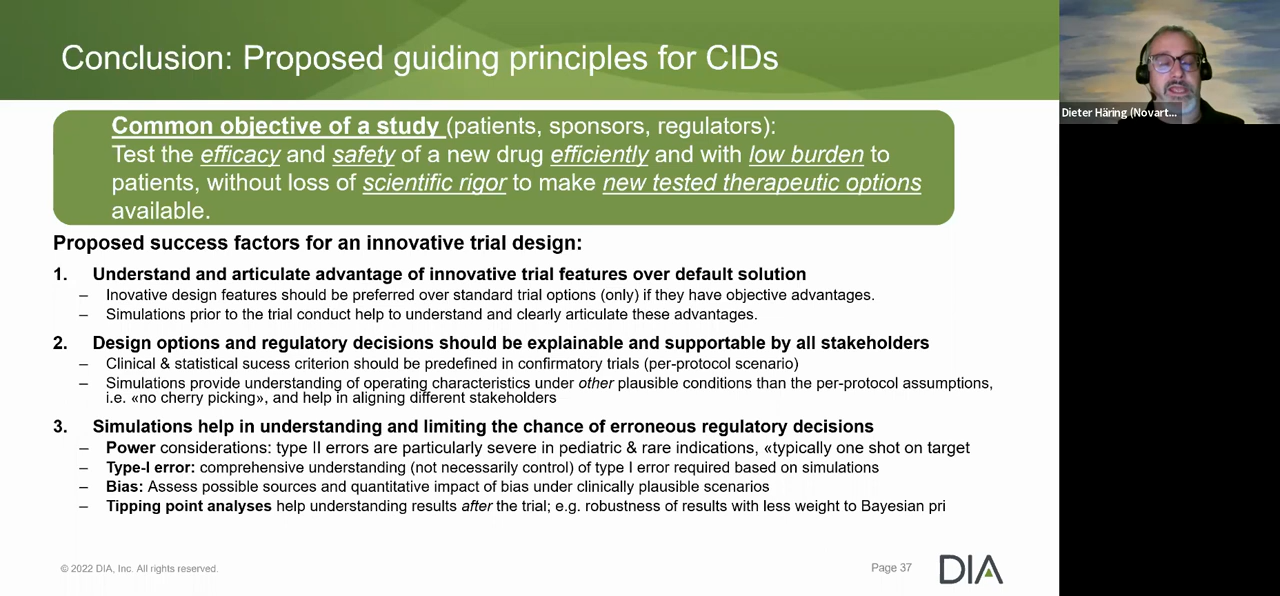 Conclusion: Proposed guiding principles for CIDs
Dieter Häring (Novart...
Common objective of a study (patients, sponsors, regulators):
Test the efficacy and safety of a new drug efficiently and with low burden to
patients, without loss of scientific rigor to make new tested therapeutic options
available.
Proposed success factors for an innovative trial design:
1. Understand and articulate advantage of innovative trial features over default solution
– Inovative design features should be preferred over standard trial options (only) if they have objective advantages.
– Simulations prior to the trial conduct help to understand and clearly articulate these advantages.
2. Design options and regulatory decisions should be explainable and supportable by all stakeholders
– Clinical & statistical sucess criterion should be predefined in confirmatory trials (per-protocol scenario)
– Simulations provide understanding of operating characteristics under other plausible conditions than the per-protocol assumptions,
i.e. «no cherry picking», and help in aligning different stakeholders
3. Simulations help in understanding and limiting the chance of erroneous regulatory decisions
– Power considerations: type II errors are particularly severe in pediatric & rare indications, «typically one shot on target
– Type-I error: comprehensive understanding (not necessarily control) of type I error required based on simulations
– Bias: Assess possible sources and quantitative impact of bias under clinically plausible scenarios
– Tipping point analyses help understanding results after the trial; e.g. robustness of results with less weight to Bayesian pri
© 2022 DIA, Inc. All rights reserved.
Page 37
DIA